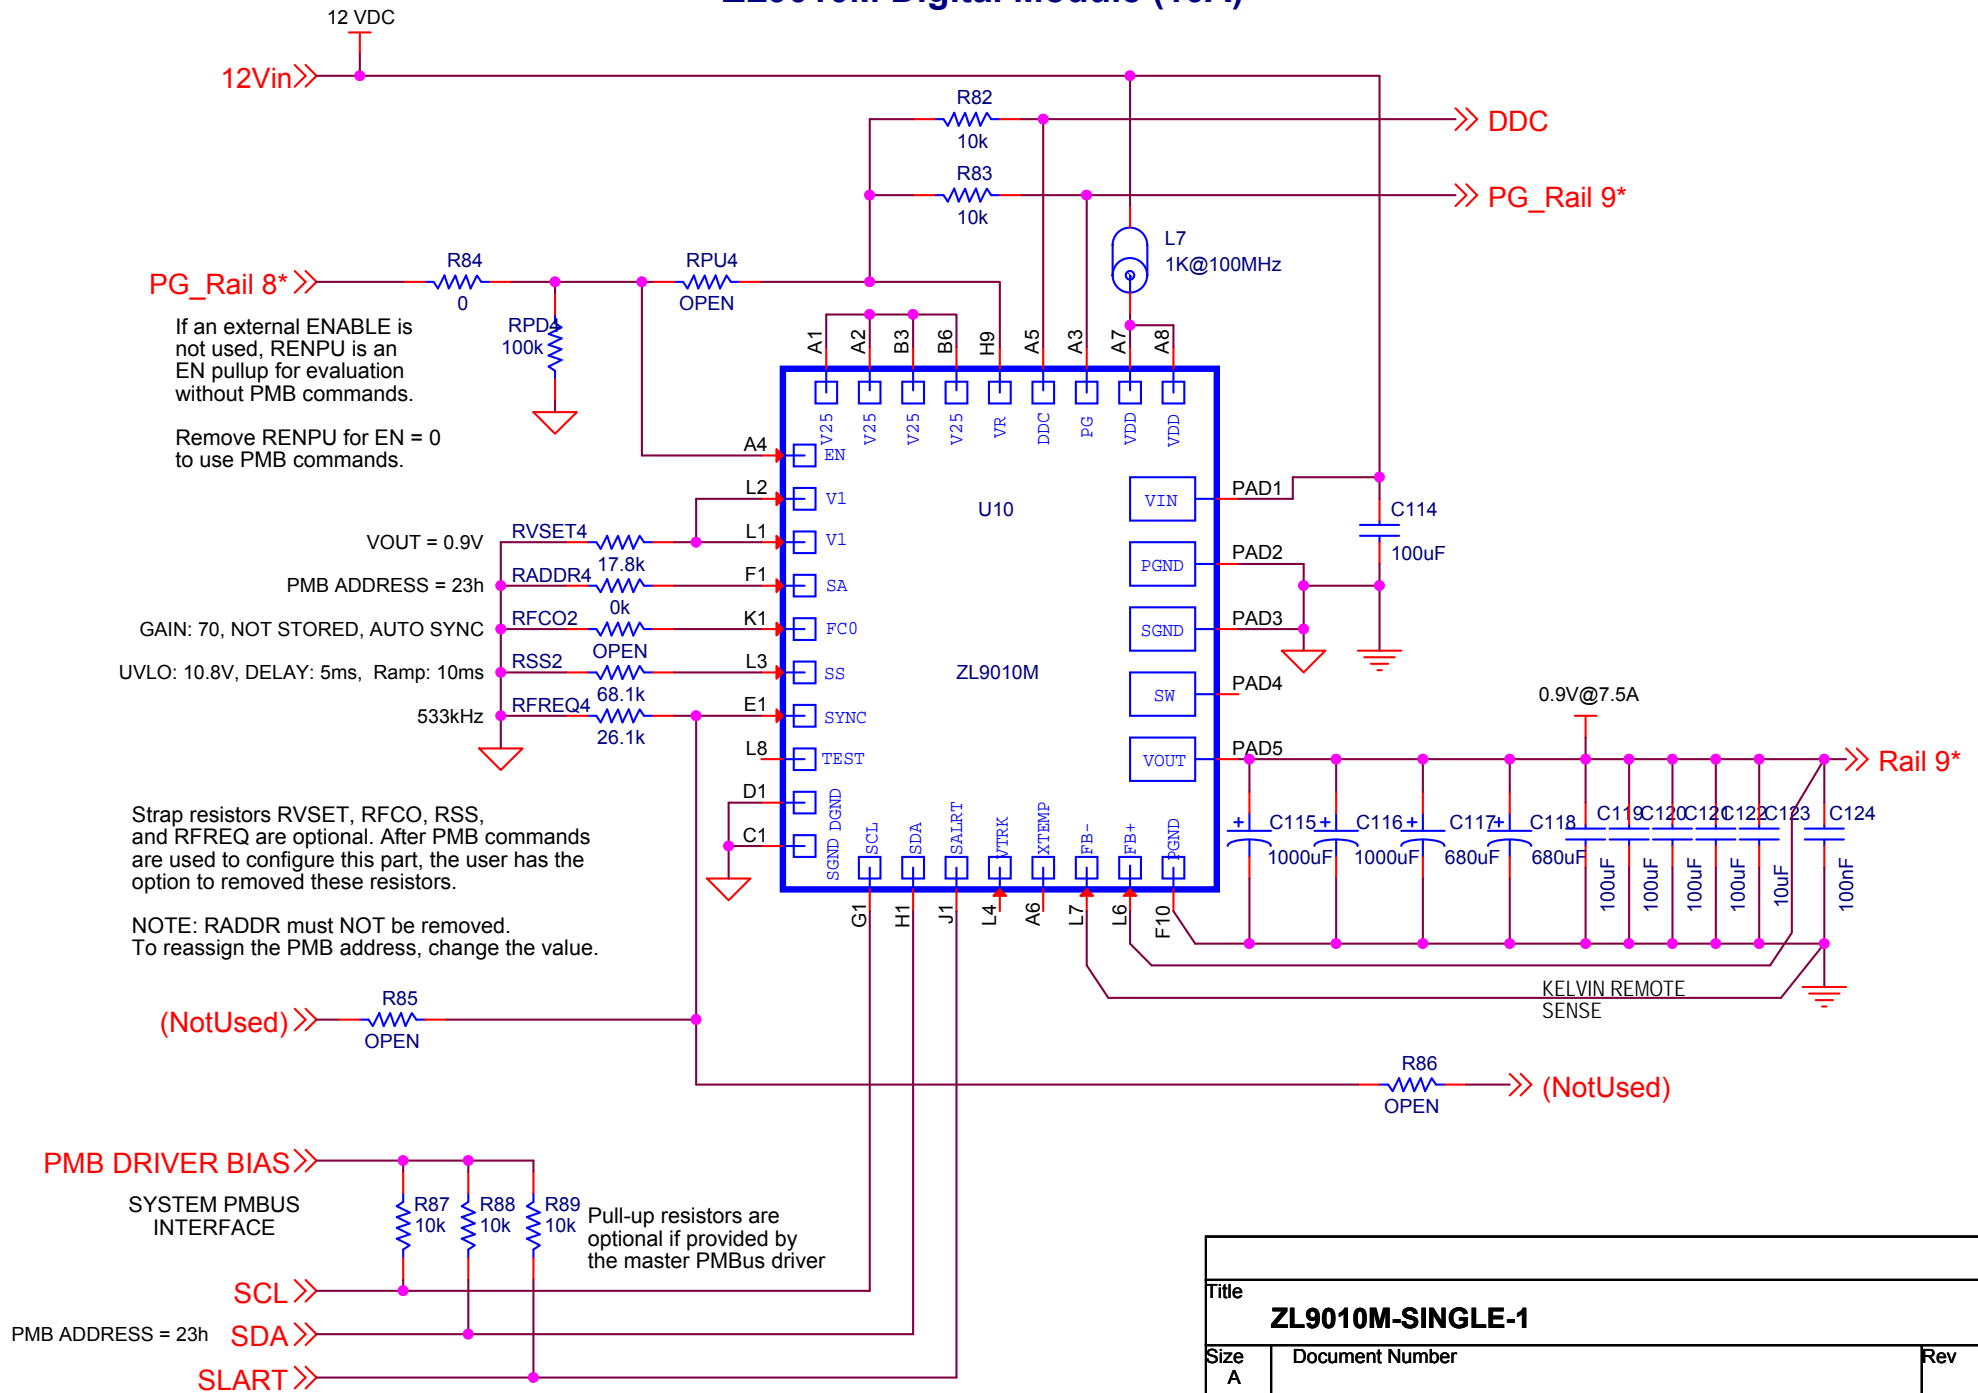 ZL9010M Digital Module (10A)
12 VDC
12Vin
R82
10k
DDC
R83
10k
PG_Rail 9*
L7
1K@100MHz
PG_Rail 8*
R84
0
RPU4
OPEN
RPD4
100k
If an external ENABLE is
not used, RENPU is an
EN pullup for evaluation
without PMB commands.
Remove RENPU for EN = 0
to use PMB commands.
A1
A2
B3
B6
H9
A5
A3
A7
A8
V25
V25
V25
V25
VR
DDC
PG
VDD
VDD
A4
EN
L2
V1
L1
V1
F1
SA
K1
FC0
L3
SS
E1
SYNC
L8
TEST
D1
DGND
C1
SGND
U10
ZL9010M
VIN
PAD1
PGND
PAD2
SGND
PAD3
SW
PAD4
VOUT
PAD5
C114
100uF
VOUT = 0.9V
RVSET4
17.8k
PMB ADDRESS = 23h
RADDR4
0k
GAIN: 70, NOT STORED, AUTO SYNC
RFCO2
OPEN
UVLO: 10.8V, DELAY: 5ms, Ramp: 10ms
RSS2
68.1k
533kHz
RFREQ4
26.1k
0.9V@7.5A
Rail 9*
SCL
SDA
SALRT
VTRK
XTEMP
FB-
FB+
PGND
G1
H1
J1
L4
A6
L7
L6
F10
+
C115
1000uF
+
C116
1000uF
+
C117
680uF
+
C118
680uF
C119
100uF
C120
100uF
C121
100uF
C122
100uF
C123
10uF
C124
100nF
Strap resistors RVSET, RFCO, RSS,
and RFREQ are optional. After PMB commands
are used to configure this part, the user has the
option to removed these resistors.
NOTE: RADDR must NOT be removed.
To reassign the PMB address, change the value.
KELVIN REMOTE
SENSE
(NotUsed)
R85
OPEN
R86
OPEN
(NotUsed)
PMB DRIVER BIAS
SYSTEM PMBUS
INTERFACE
R87
10k
R88
10k
R89
10k
Pull-up resistors are
optional if provided by
the master PMBus driver
SCL
PMB ADDRESS = 23h
SDA
SLART
Title
ZL9010M-SINGLE-1
Size
A
Document Number
Rev